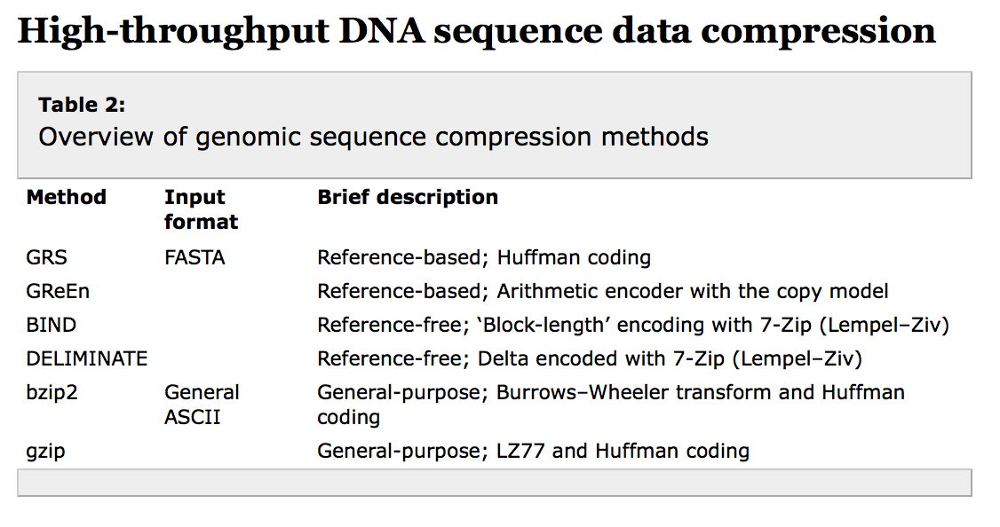 High-throughput DNA sequence data compression
Table 2:
Overview of genomic sequence compression methods
Method Input format Brief description
GRS FASTA Reference-based; Huffman coding
GReEn Reference-based; Arithmetic encoder with the copy model
BIND Reference-free; ‘Block-length’ encoding with 7-Zip (Lempel–Ziv)
DELIMINATE Reference-free; Delta encoded with 7-Zip (Lempel–Ziv)
bzip2 General ASCII General-purpose; Burrows–Wheeler transform and Huffman coding
gzip General-purpose; LZ77 and Huffman coding